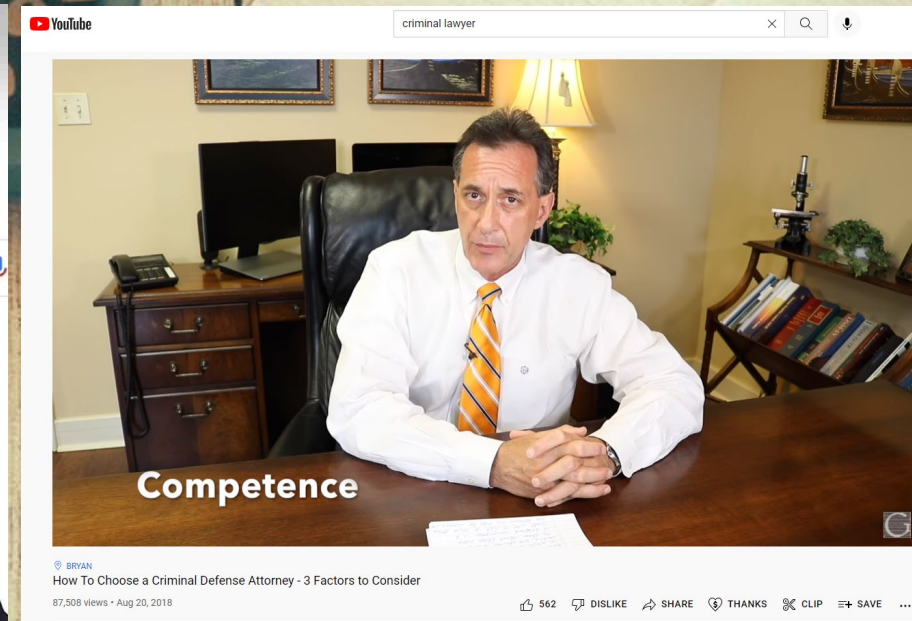 YouTube
criminal lawyer
Competence
G
BRYAN
How To Choose a Criminal Defense Attorney - 3 Factors to Consider
87,508 views • Aug 20, 2018
562 DISLIKE SHARE THANKS CLIP SAVE ...